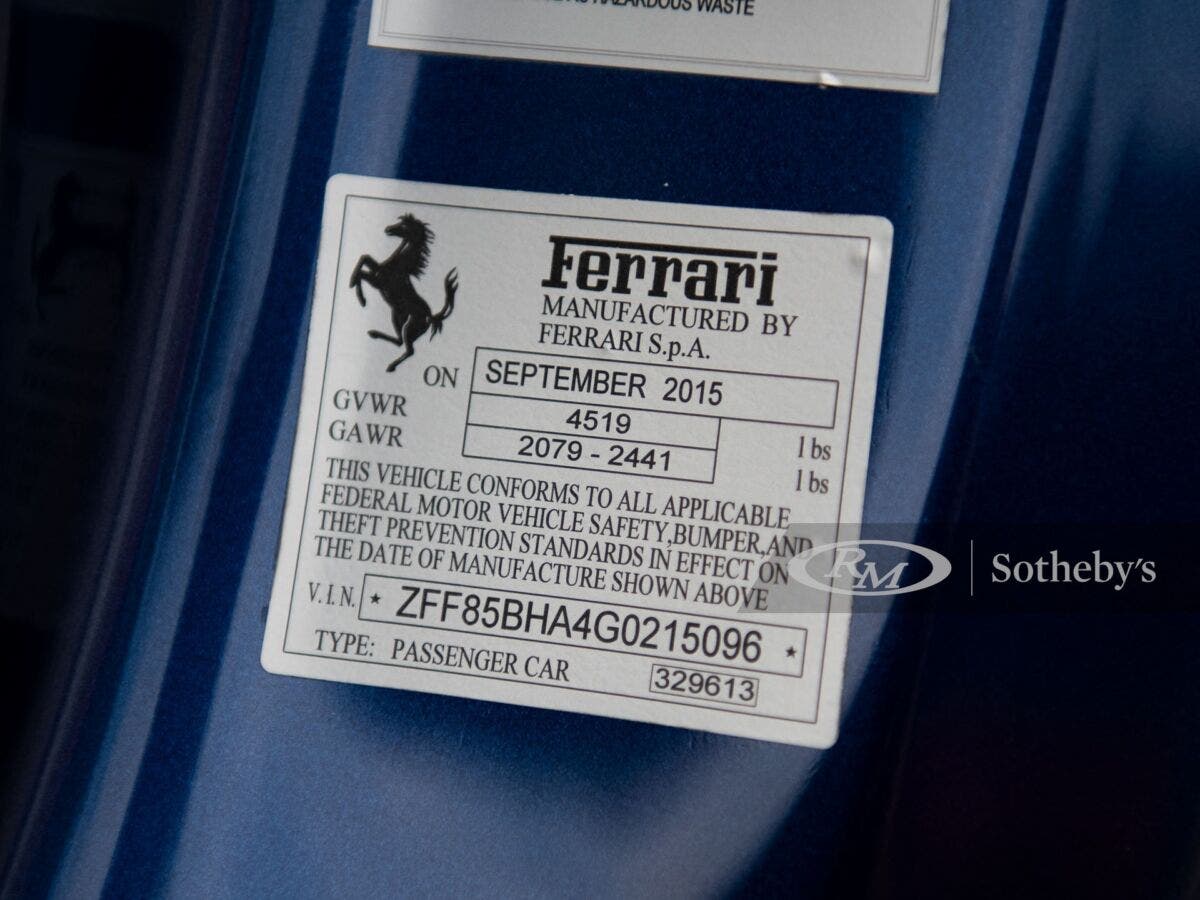 HAZARDOUS WASTE
Ferrari
MANUFACTURED BY
FERRARI S.p.A.
ON SEPTEMBER 2015
GVWR 4519 lbs
GAWR 2079 - 2441 lbs
THIS VEHICLE CONFORMS TO ALL APPLICABLE
FEDERAL MOTOR VEHICLE SAFETY,BUMPER,AND
THEFT PREVENTION STANDARDS IN EFFECT ON
THE DATE OF MANUFACTURE SHOWN ABOVE
V.I.N. * ZFF85BHA4G0215096 *
TYPE: PASSENGER CAR 329613
RM Sotheby's